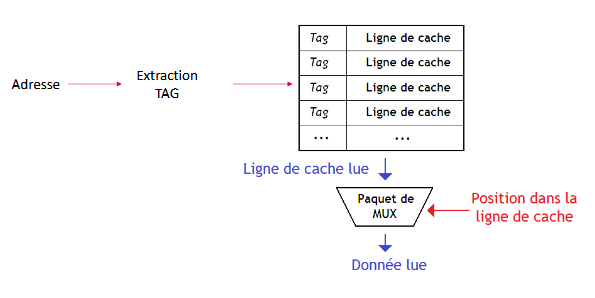 Adresse
Extraction
TAG
Tag Ligne de cache
Tag Ligne de cache
Tag Ligne de cache
Tag Ligne de cache
... ...
Ligne de cache lue
Paquet de
MUX
Position dans la
ligne de cache
Donnée lue